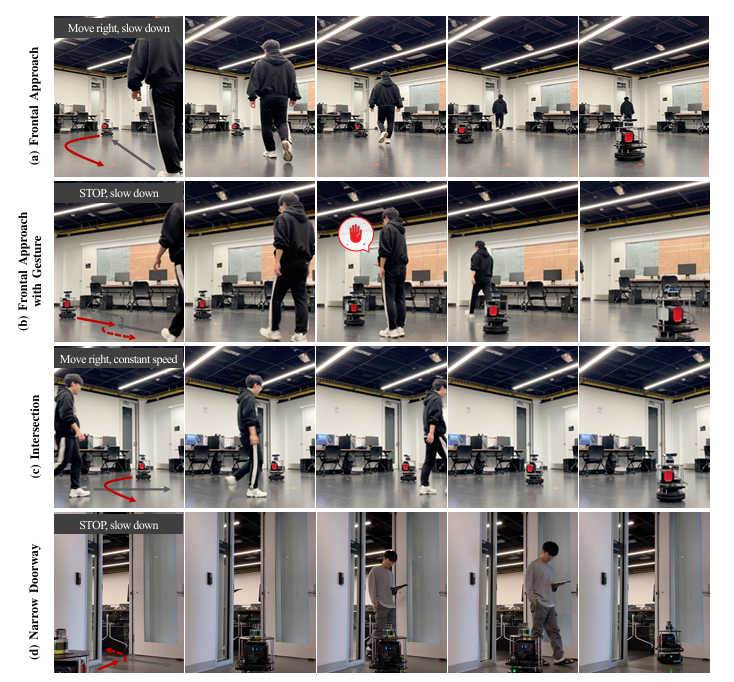 Move right, slow down
(a) Frontal Approach
STOP, slow down
(b) Frontal Approach
with Gesture
Move right, constant speed
(c) Intersection
STOP, slow down
(d) Narrow Doorway